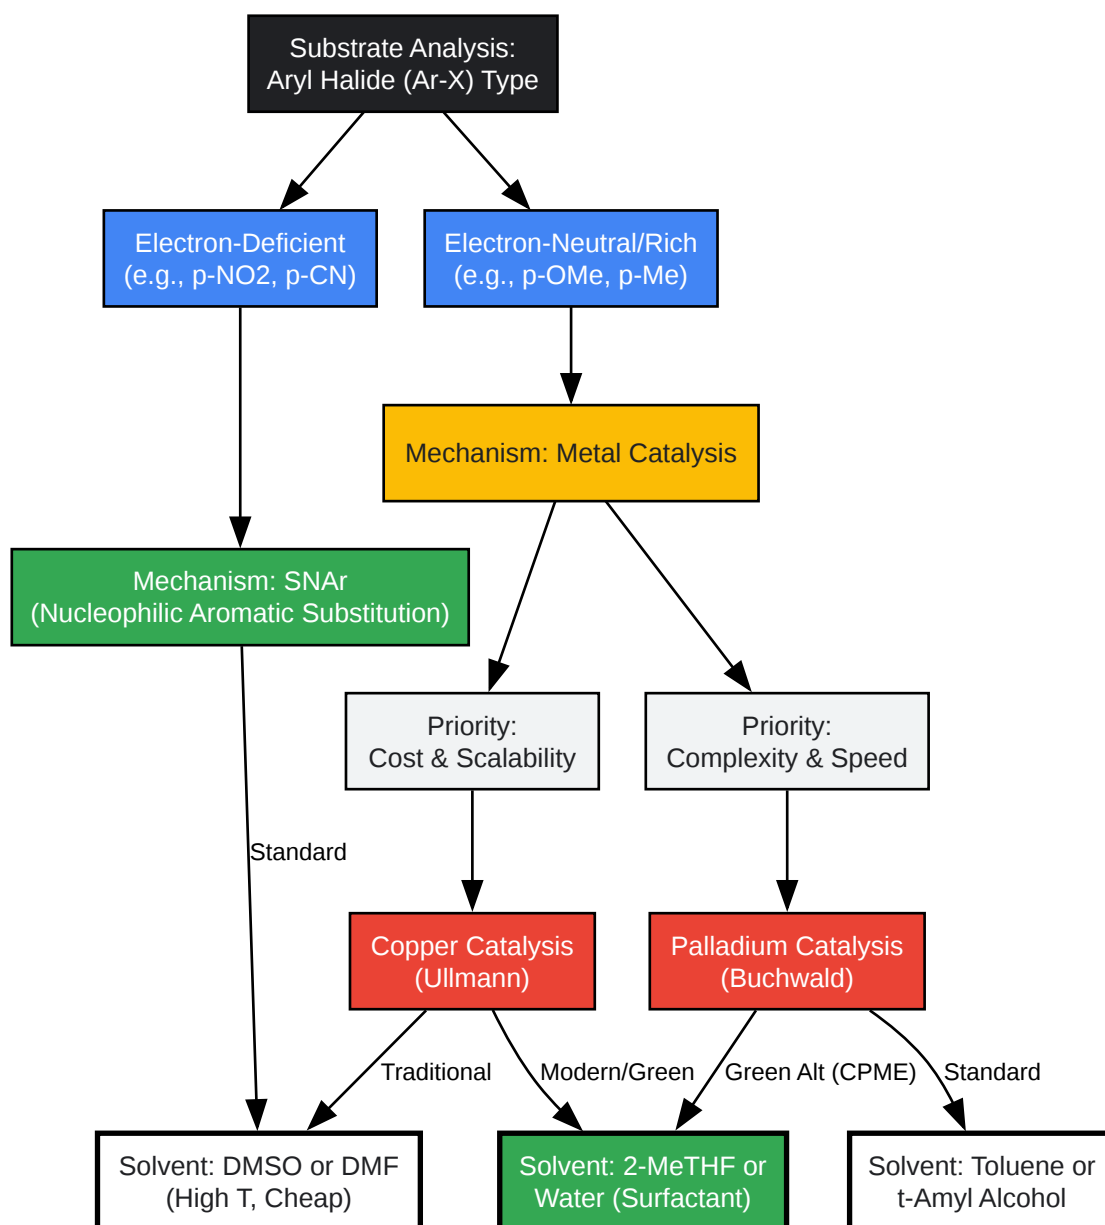 Substrate Analysis:
Aryl Halide (Ar-X) Type
Electron-Deficient
(e.g., p-NO2, p-CN)
Electron-Neutral/Rich
(e.g., p-OMe, p-Me)
Mechanism: Metal Catalysis
Mechanism: SNAr
(Nucleophilic Aromatic Substitution)
Priority:
Cost & Scalability
Priority:
Complexity & Speed
Standard
Copper Catalysis
(Ullmann)
Palladium Catalysis
(Buchwald)
Traditional
Modern/Green
Green Alt (CPME)
Standard
Solvent: DMSO or DMF
(High T, Cheap)
Solvent: 2-MeTHF or
Water (Surfactant)
Solvent: Toluene or
t-Amyl Alcohol